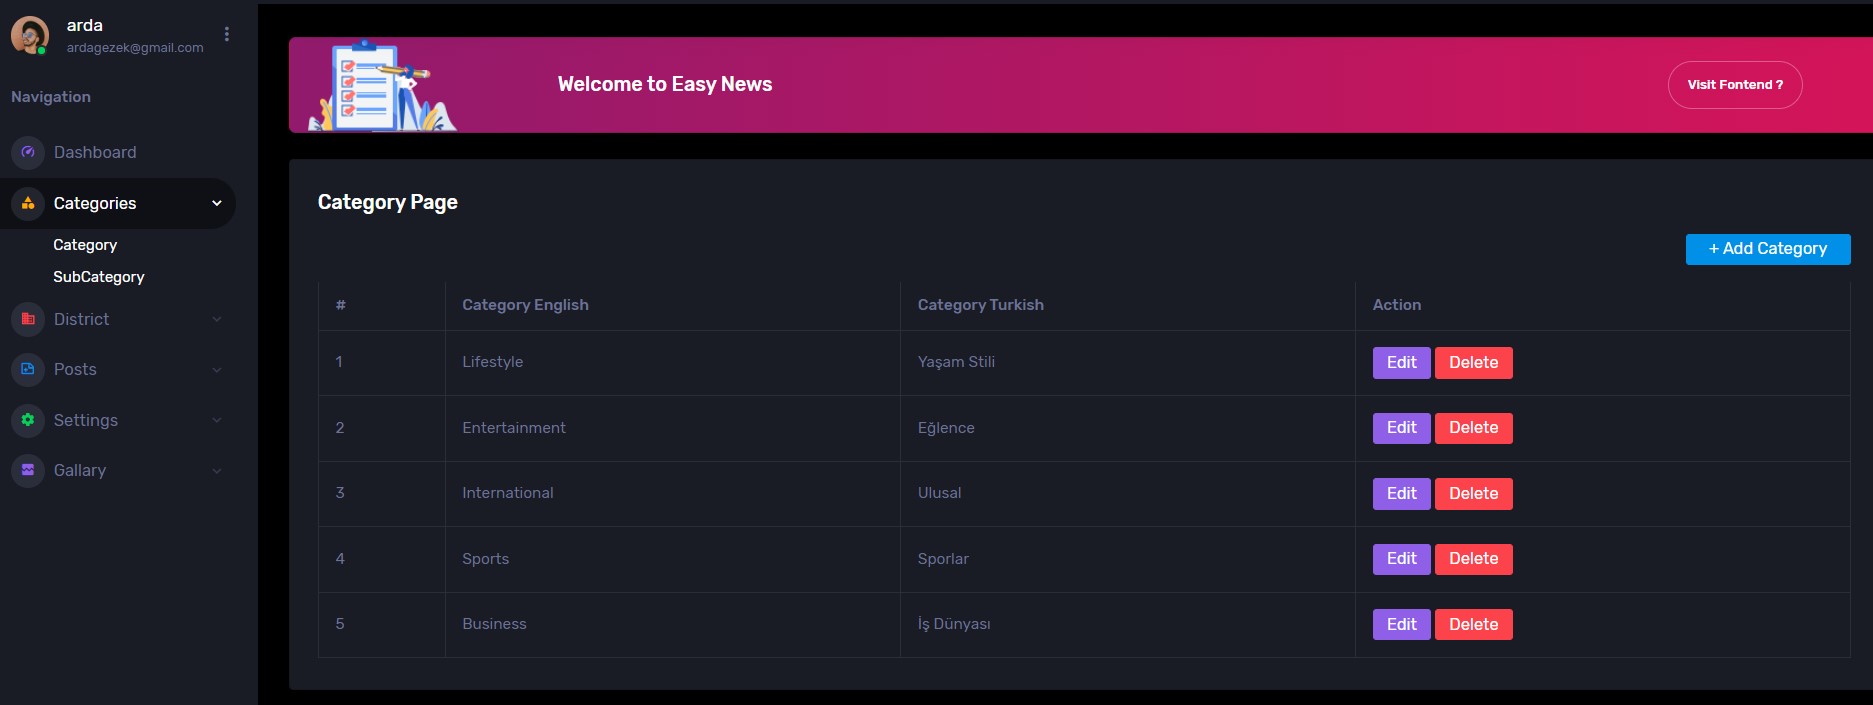 arda
ardagezek@gmail.com
Navigation
Dashboard
Categories
Category
SubCategory
District
Posts
Settings
Gallary
Welcome to Easy News
Visit Fontend ?
Category Page
+ Add Category
# Category English Category Turkish Action
1 Lifestyle Yaşam Stili Edit Delete
2 Entertainment Eğlence Edit Delete
3 International Ulusal Edit Delete
4 Sports Sporlar Edit Delete
5 Business İş Dünyası Edit Delete